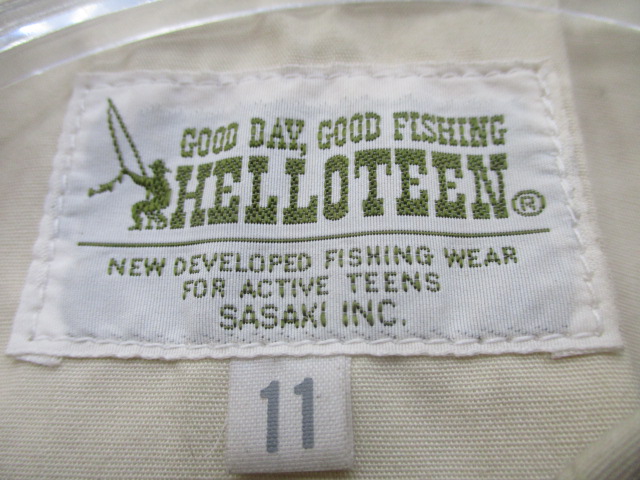 GOOD DAY, GOOD FISHING
HELLOTEEN®
NEW DEVELOPED FISHING WEAR
FOR ACTIVE TEENS
SASAKI INC.
11